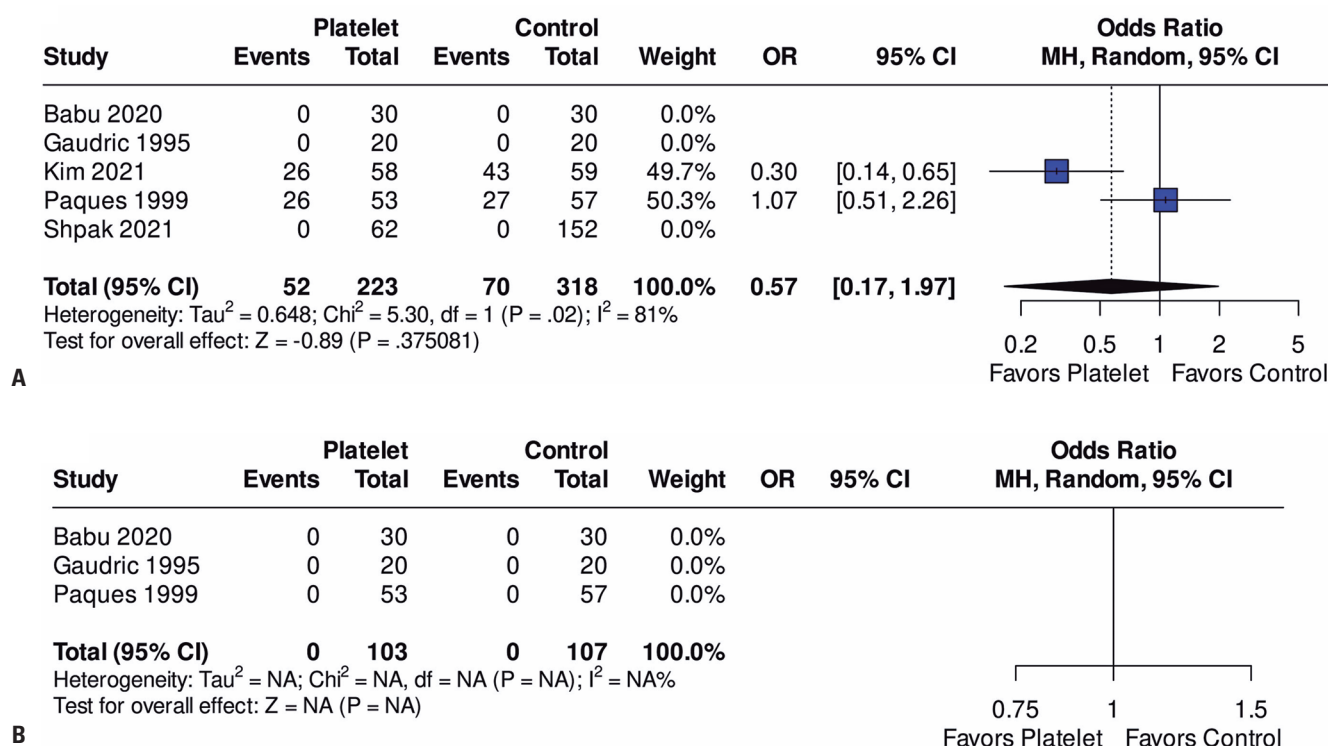 Platelet Control Odds Ratio
Study Events Total Events Total Weight OR 95% CI MH, Random, 95% CI
Babu 2020 0 30 0 30 0.0%
Gaudric 1995 0 20 0 20 0.0%
Kim 2021 26 58 43 59 49.7% 0.30 [0.14, 0.65]
Paques 1999 26 53 27 57 50.3% 1.07 [0.51, 2.26]
Shpak 2021 0 62 0 152 0.0%
Total (95% CI) 52 223 70 318 100.0% 0.57 [0.17, 1.97]
Heterogeneity: Tau² = 0.648; Chi² = 5.30, df = 1 (P = .02); I² = 81%
Test for overall effect: Z = -0.89 (P = .375081)
0.2 0.5 1 2 5
A Favors Platelet Favors Control
Platelet Control Odds Ratio
Study Events Total Events Total Weight OR 95% CI MH, Random, 95% CI
Babu 2020 0 30 0 30 0.0%
Gaudric 1995 0 20 0 20 0.0%
Paques 1999 0 53 0 57 0.0%
Total (95% CI) 0 103 0 107 100.0%
Heterogeneity: Tau² = NA; Chi² = NA, df = NA (P = NA); I² = NA%
Test for overall effect: Z = NA (P = NA)
0.75 1 1.5
B Favors Platelet Favors Control